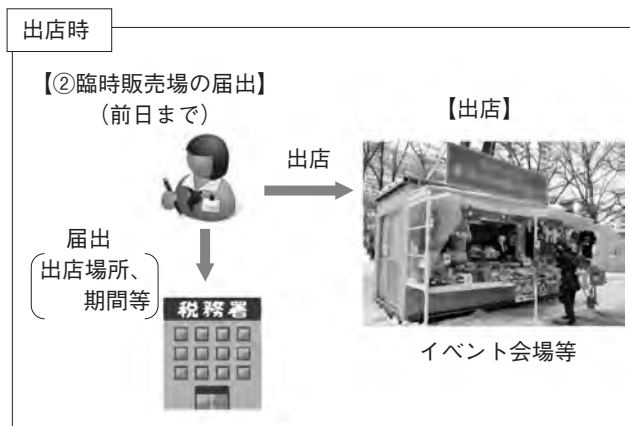 出店時
【②臨時販売場の届出】
(前日まで)
【出店】
出店
届出
出店場所、
期間等
税務署
イベント会場等